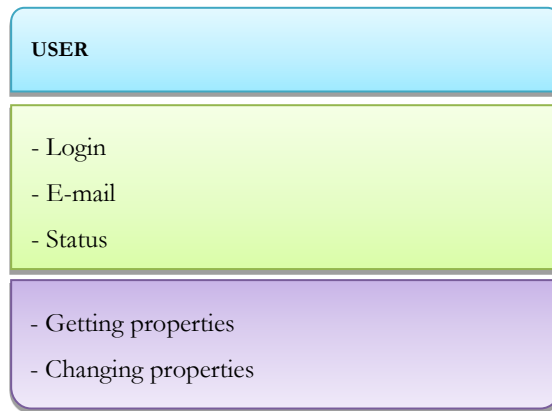 USER
- Login
- E-mail
- Status
- Getting properties
- Changing properties